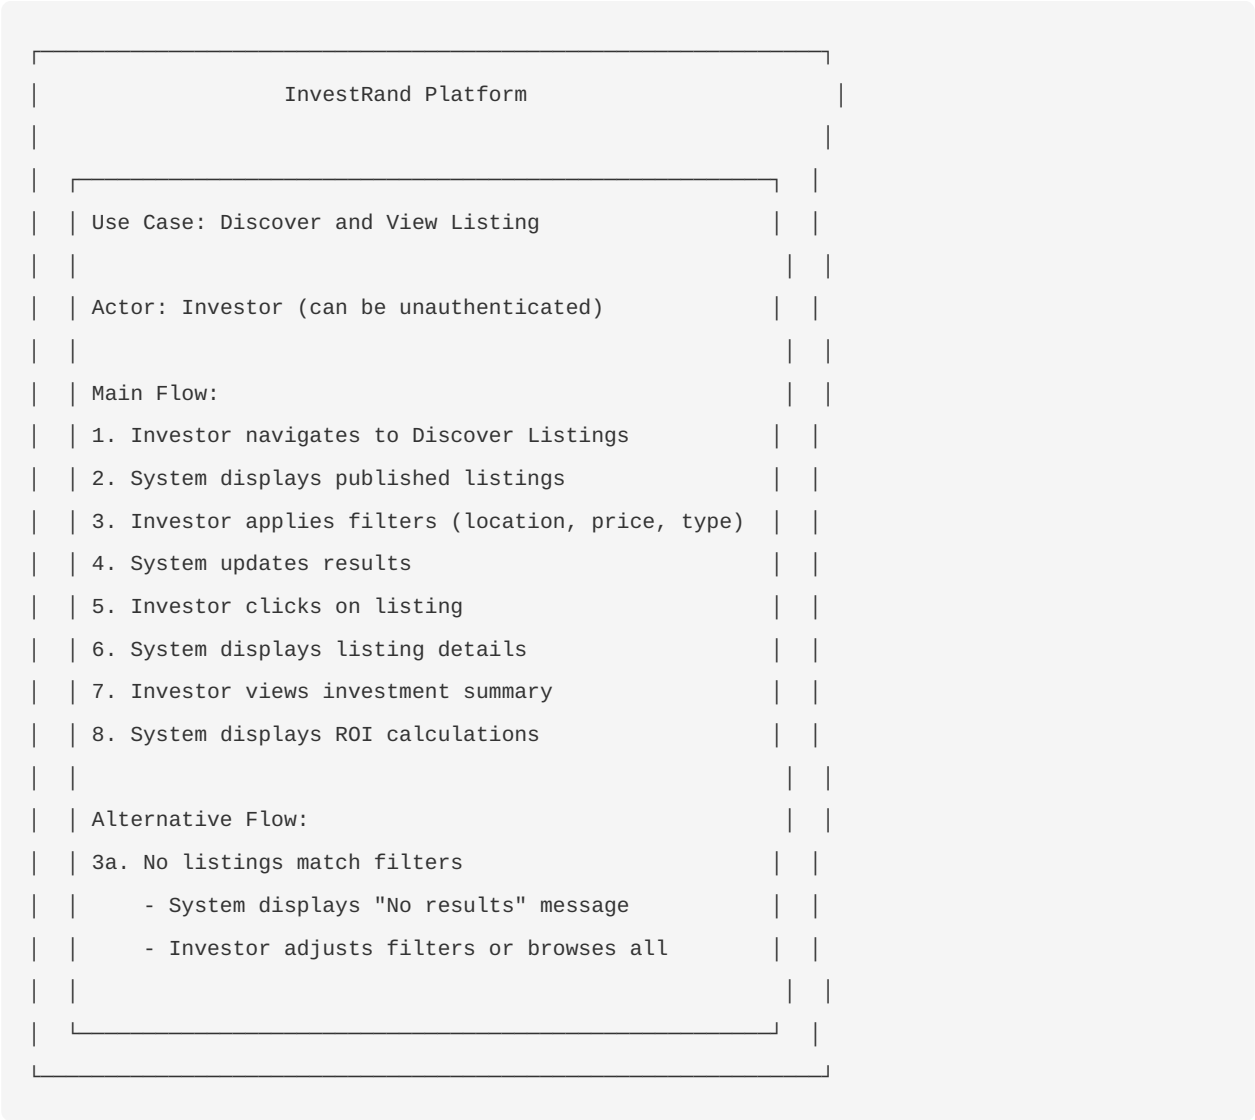 InvestRand Platform
Use Case: Discover and View Listing
Actor: Investor (can be unauthenticated)
Main Flow:
1. Investor navigates to Discover Listings
2. System displays published listings
3. Investor applies filters (location, price, type)
4. System updates results
5. Investor clicks on listing
6. System displays listing details
7. Investor views investment summary
8. System displays ROI calculations
Alternative Flow:
3a. No listings match filters
- System displays "No results" message
- Investor adjusts filters or browses all